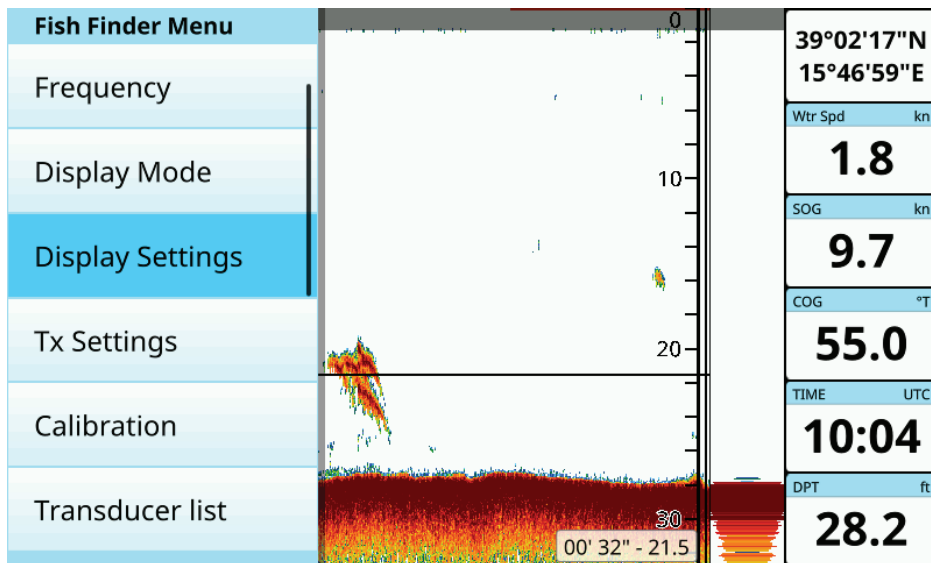 Fish Finder Menu
Frequency
Display Mode
Display Settings
Tx Settings
Calibration
Transducer list
0
10
20
30
00' 32" - 21.5
39°02'17"N
15°46'59"E
Wtr Spd kn
1.8
SOG kn
9.7
COG °T
55.0
TIME UTC
10:04
DPT ft
28.2